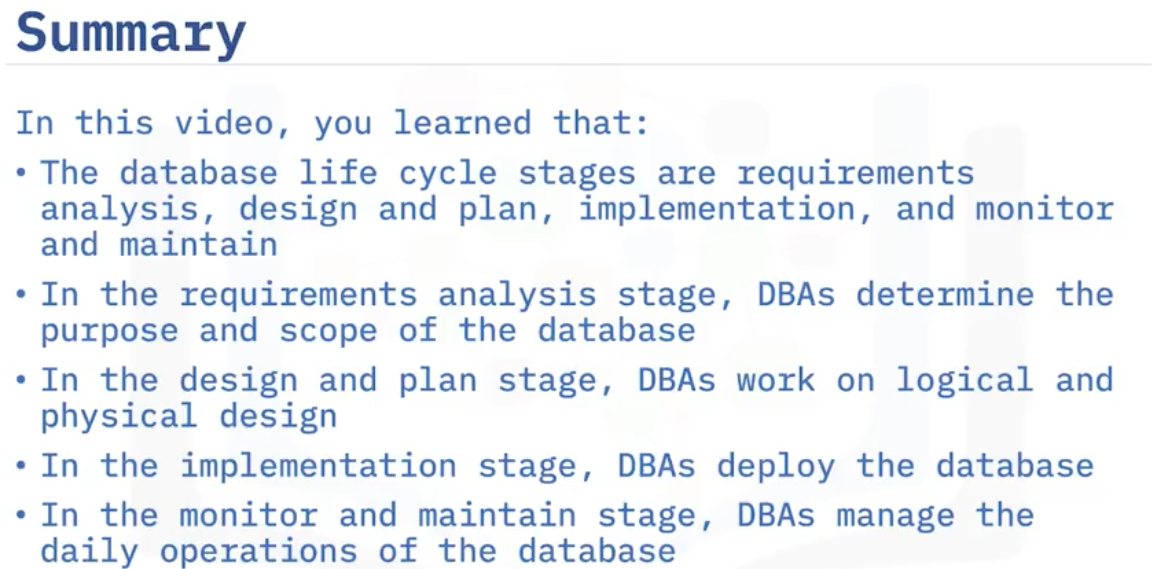 Summary
In this video, you learned that:
• The database life cycle stages are requirements
analysis, design and plan, implementation, and monitor
and maintain
• In the requirements analysis stage, DBAs determine the
purpose and scope of the database
• In the design and plan stage, DBAs work on logical and
physical design
• In the implementation stage, DBAs deploy the database
• In the monitor and maintain stage, DBAs manage the
daily operations of the database